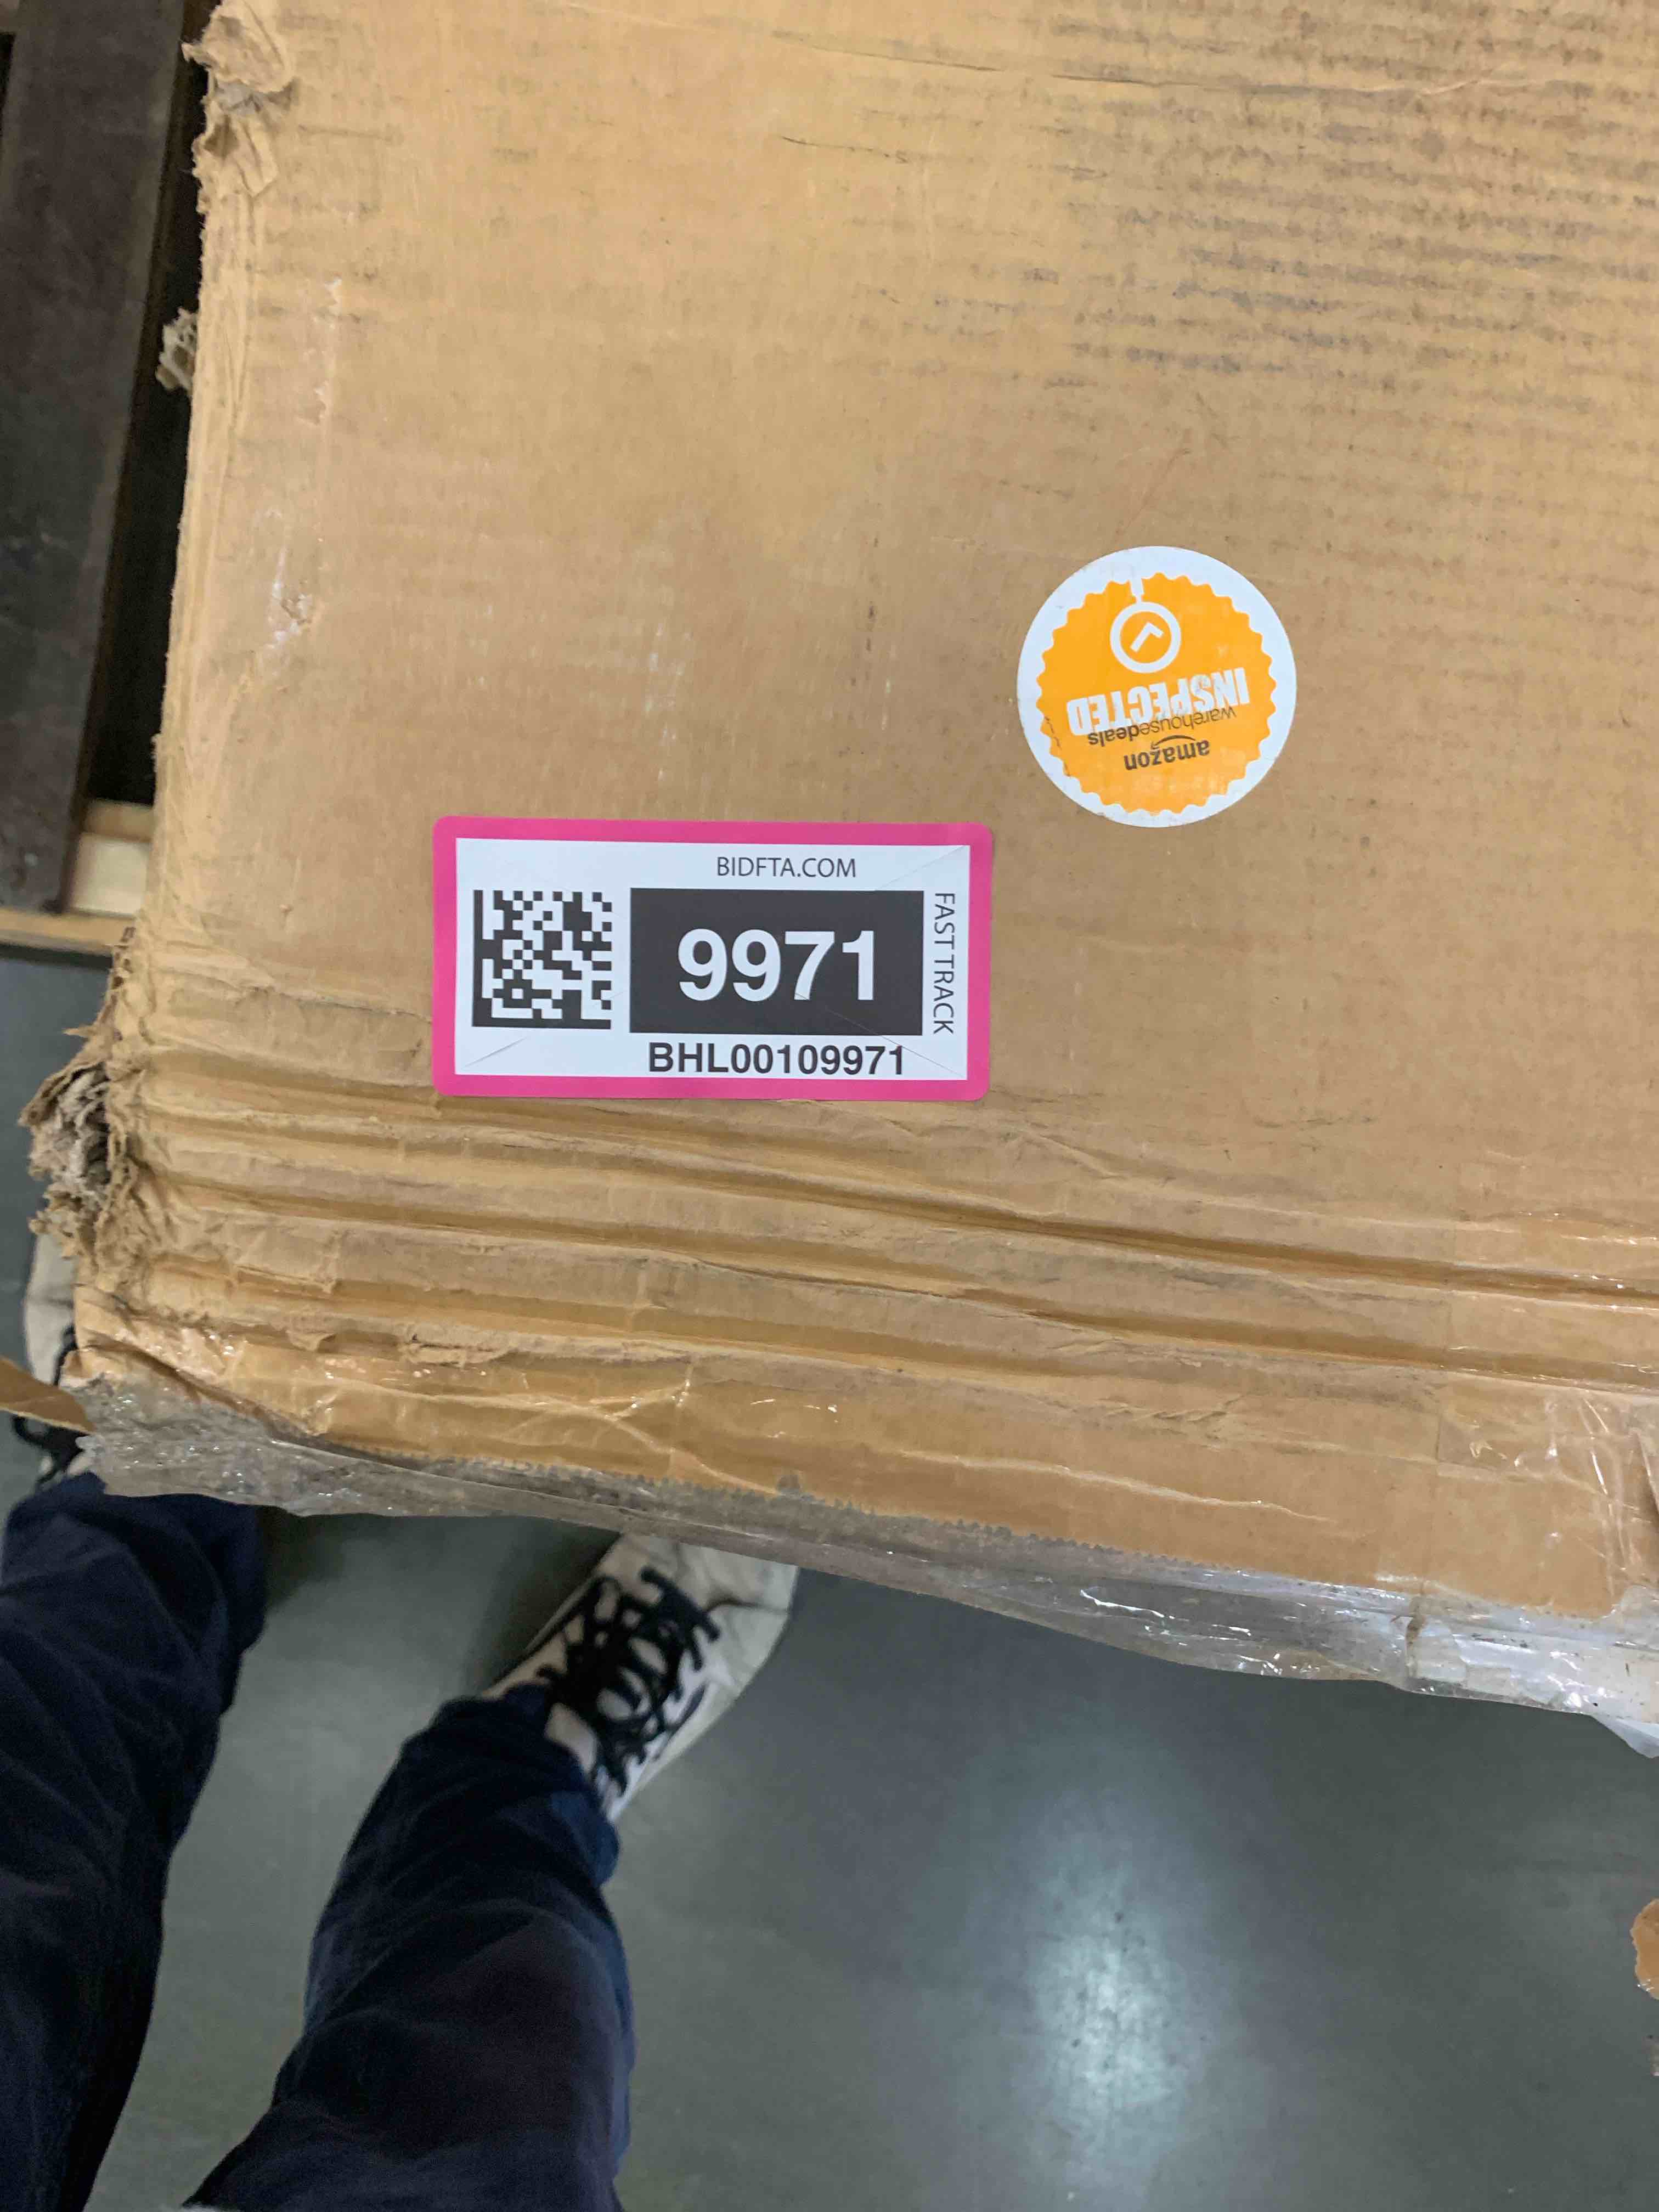 amazon
warehousedeals
INSPECTED
BIDFTA.COM
9971
FAST TRACK
BHL00109971